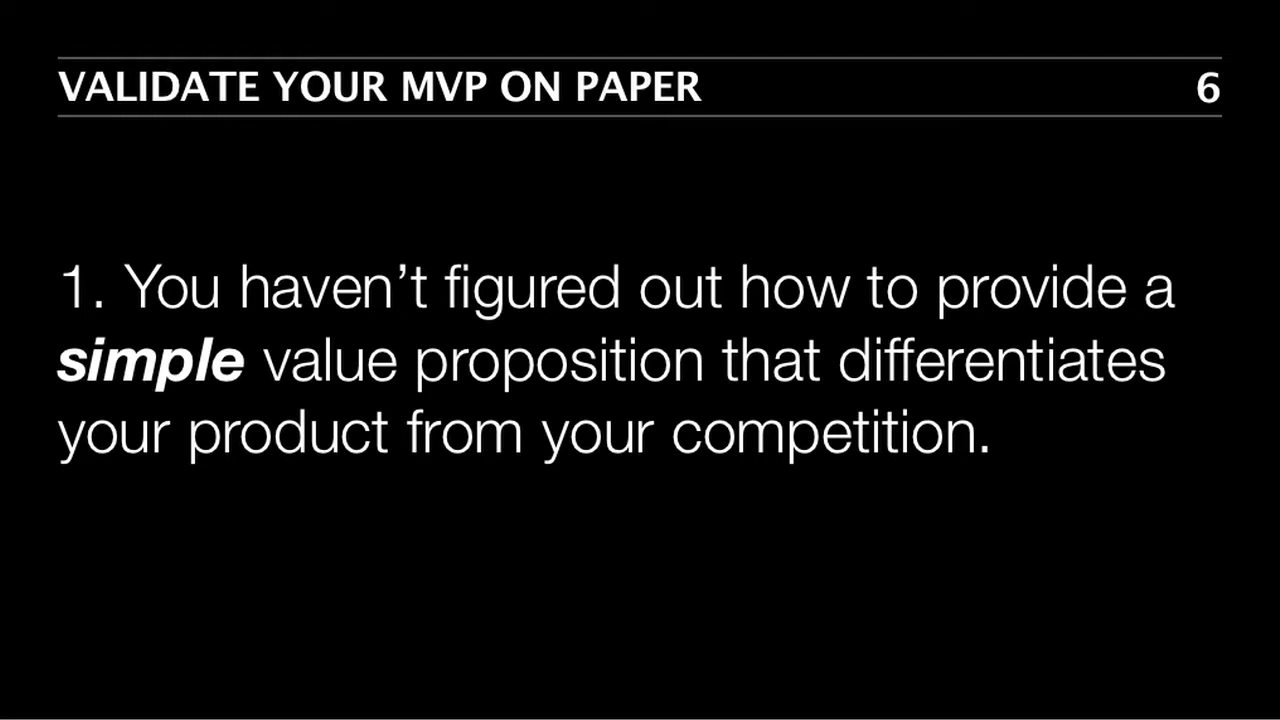 VALIDATE YOUR MVP ON PAPER 6
1. You haven’t figured out how to provide a
simple value proposition that differentiates
your product from your competition.